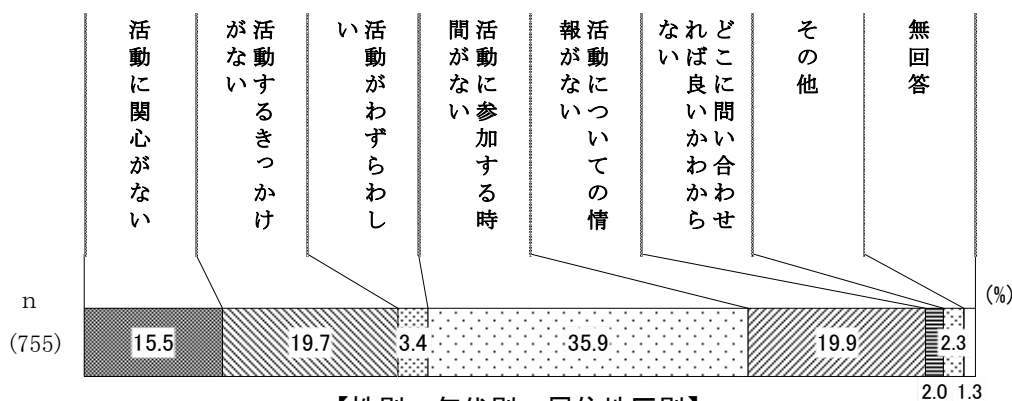 活動に関心がない
活動するきっかけ
がない
活動がわずらわし
い
活動に参加する時
間がない
活動についての情
報がない
どこに問い合わせ
れば良いかわから
ない
その他
無回答
(%)
n
(755)
15.5
19.7
3.4
35.9
19.9
2.3
2.0
1.3